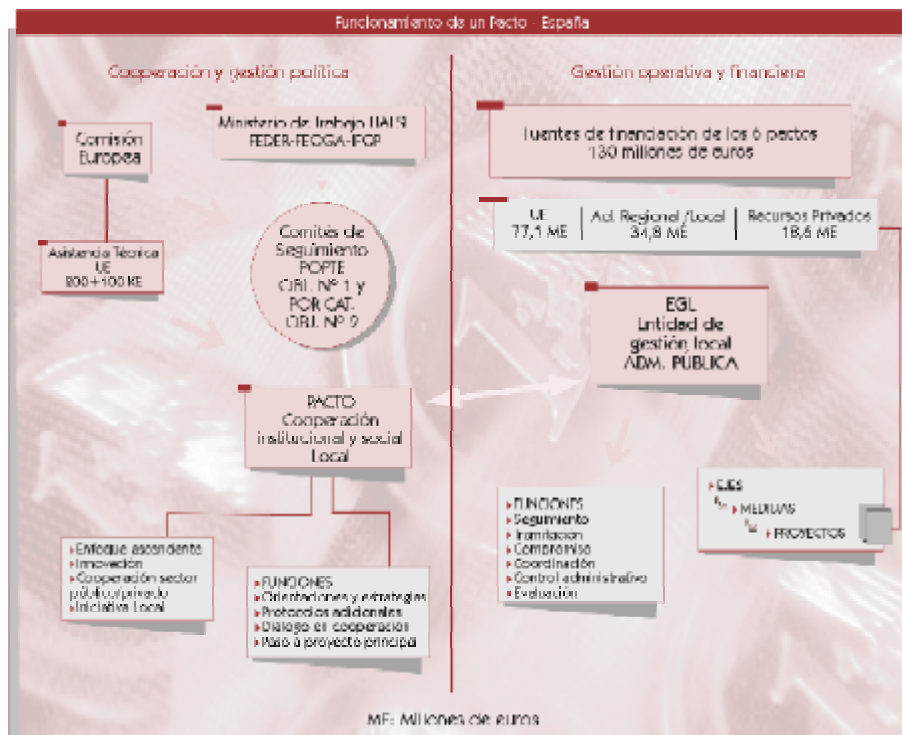 Funcionamiento de un Pacto - España
Cooperación y gestión política
Comisión
Europea
Ministerio de Trabajo UAFSE
FEDER-FEOGA-IFOP
Asistencia Técnica
UE
200+100 KE
Comités de
Seguimiento
POPTE
OBJ. Nº 1 y
POR CAT.
OBJ. Nº 2
PACTO
Cooperación
institucional y social
Local
Enfoque ascendente
Innovación
Cooperación sector
público/privado
Iniciativa Local
FUNCIONES
Orientaciones y estrategias
Protocolos adicionales
Diálogo en cooperación
Paso a proyecto principal
Gestión operativa y financiera
Fuentes de financiación de los 6 pactos
130 millones de euros
UE
77,1 ME
Ad. Regional/Local
34,8 ME
Recursos Privados
18,6 ME
EGL
Entidad de
gestión local
ADM. PÚBLICA
FUNCIONES
Seguimiento
Tramitación
Compromiso
Coordinación
Control administrativo
Evaluación
EJES
MEDIDAS
PROYECTOS
ME: Millones de euros